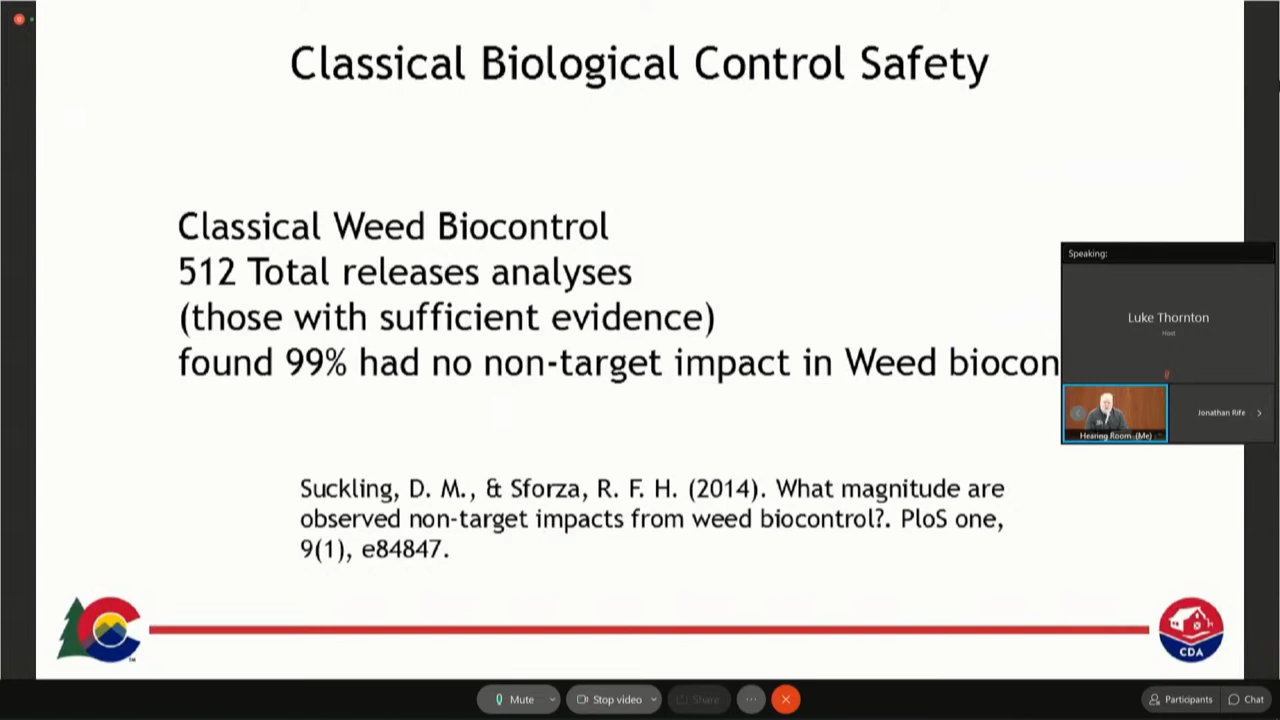 Classical Biological Control Safety
Classical Weed Biocontrol
512 Total releases analyses
(those with sufficient evidence)
found 99% had no non-target impact in Weed biocon
Speaking:
Luke Thornton
Host
Hearing Room (Me)
Jonathan Rife
Suckling, D. M., & Sforza, R. F. H. (2014). What magnitude are
observed non-target impacts from weed biocontrol?. PloS one,
9(1), e84847.
CDA
Mute
Stop video
Share
Participants
Chat